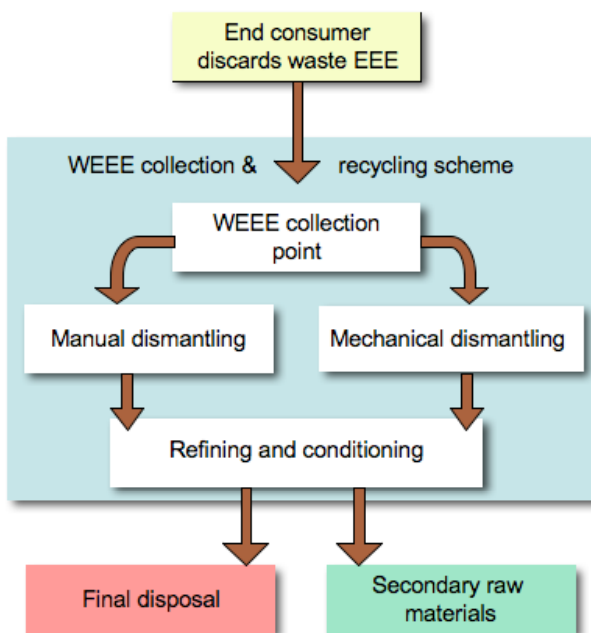 End consumer
discards waste EEE
WEEE collection & recycling scheme
WEEE collection
point
Manual dismantling
Mechanical dismantling
Refining and conditioning
Final disposal
Secondary raw
materials